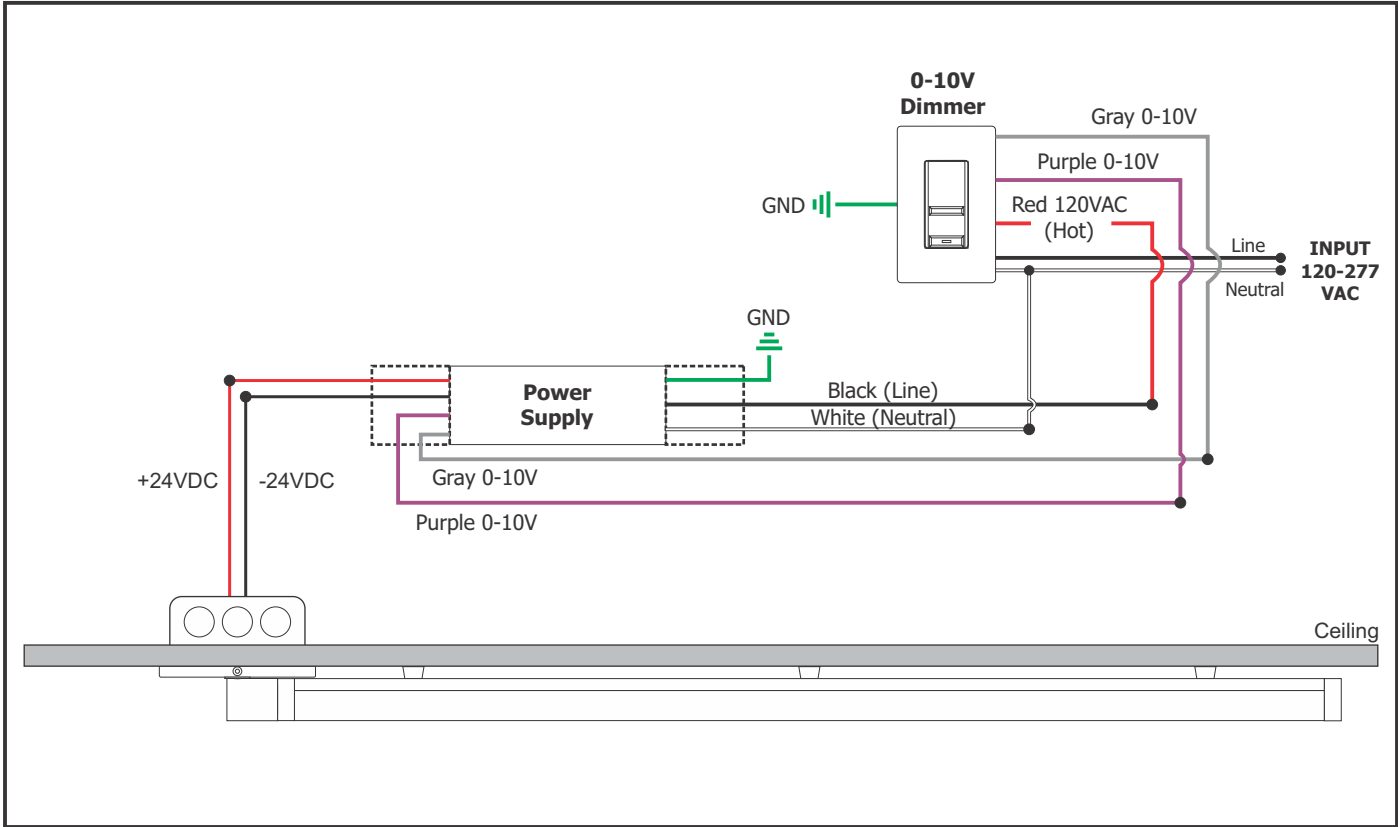 0-10V
Dimmer
Gray 0-10V
Purple 0-10V
GND
Red 120VAC
(Hot)
Line
Neutral
INPUT
120-277
VAC
GND
Power
Supply
Black (Line)
White (Neutral)
Gray 0-10V
Purple 0-10V
+24VDC
-24VDC
Ceiling